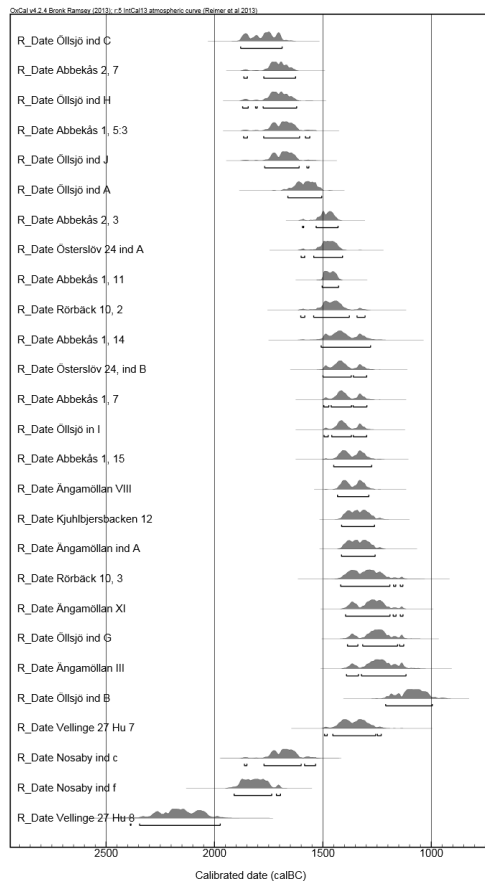 OxCal v4.2.4 Bronk Ramsey (2013); r:5 IntCal13 atmospheric curve (Reimer et al 2013)
R_Date Öllsjö ind C
R_Date Abbekås 2, 7
R_Date Öllsjö ind H
R_Date Abbekås 1, 5:3
R_Date Öllsjö ind J
R_Date Öllsjö ind A
R_Date Abbekås 2, 3
R_Date Österslöv 24 ind A
R_Date Abbekås 1, 11
R_Date Rörbäck 10, 2
R_Date Abbekås 1, 14
R_Date Österslöv 24, ind B
R_Date Abbekås 1, 7
R_Date Öllsjö in I
R_Date Abbekås 1, 15
R_Date Ängamöllan VIII
R_Date Kjuhlbjersbacken 12
R_Date Ängamöllan ind A
R_Date Rörbäck 10, 3
R_Date Ängamöllan XI
R_Date Öllsjö ind G
R_Date Ängamöllan III
R_Date Öllsjö ind B
R_Date Vellinge 27 Hu 7
R_Date Nosaby ind c
R_Date Nosaby ind f
R_Date Vellinge 27 Hu 8
2500 2000 1500 1000
Calibrated date (calBC)